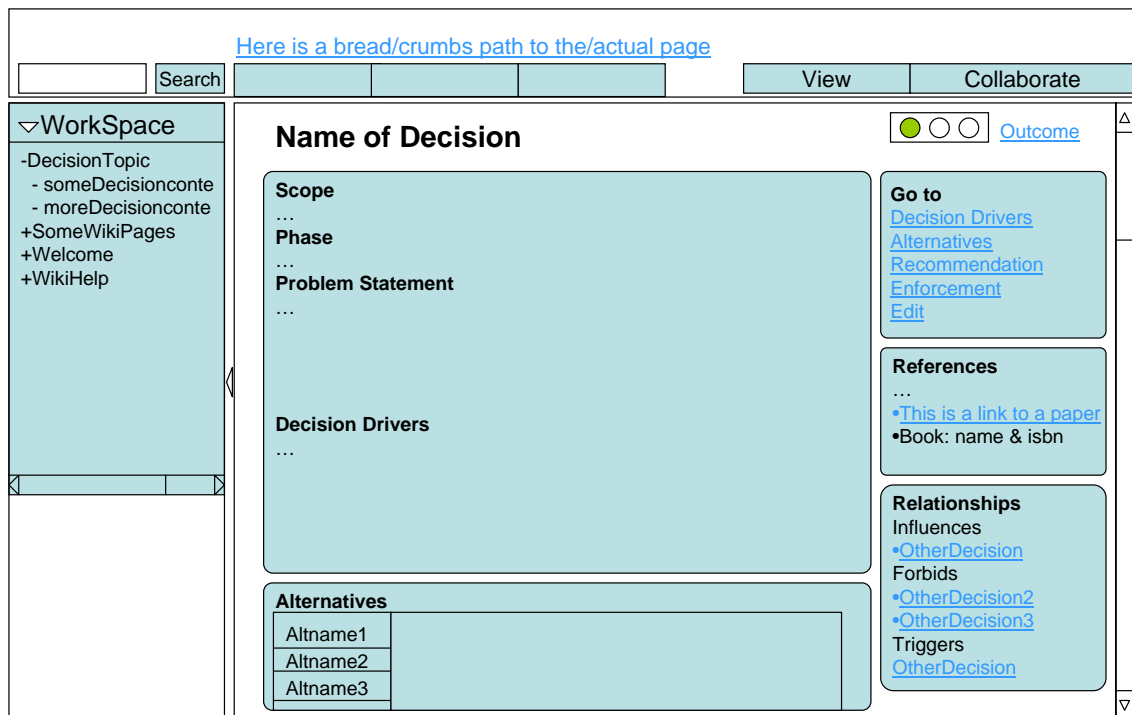 Here is a bread/crumbs path to the/actual page
Search
View
Collaborate
WorkSpace
-DecisionTopic
- someDecisionconte
- moreDecisionconte
+SomeWikiPages
+Welcome
+WikiHelp
Name of Decision
Outcome
Scope
…
Phase
…
Problem Statement
…
Decision Drivers
…
Alternatives
Altname1
Altname2
Altname3
Go to
Decision Drivers
Alternatives
Recommendation
Enforcement
Edit
References
…
•This is a link to a paper
•Book: name & isbn
Relationships
Influences
•OtherDecision
Forbids
•OtherDecision2
•OtherDecision3
Triggers
OtherDecision